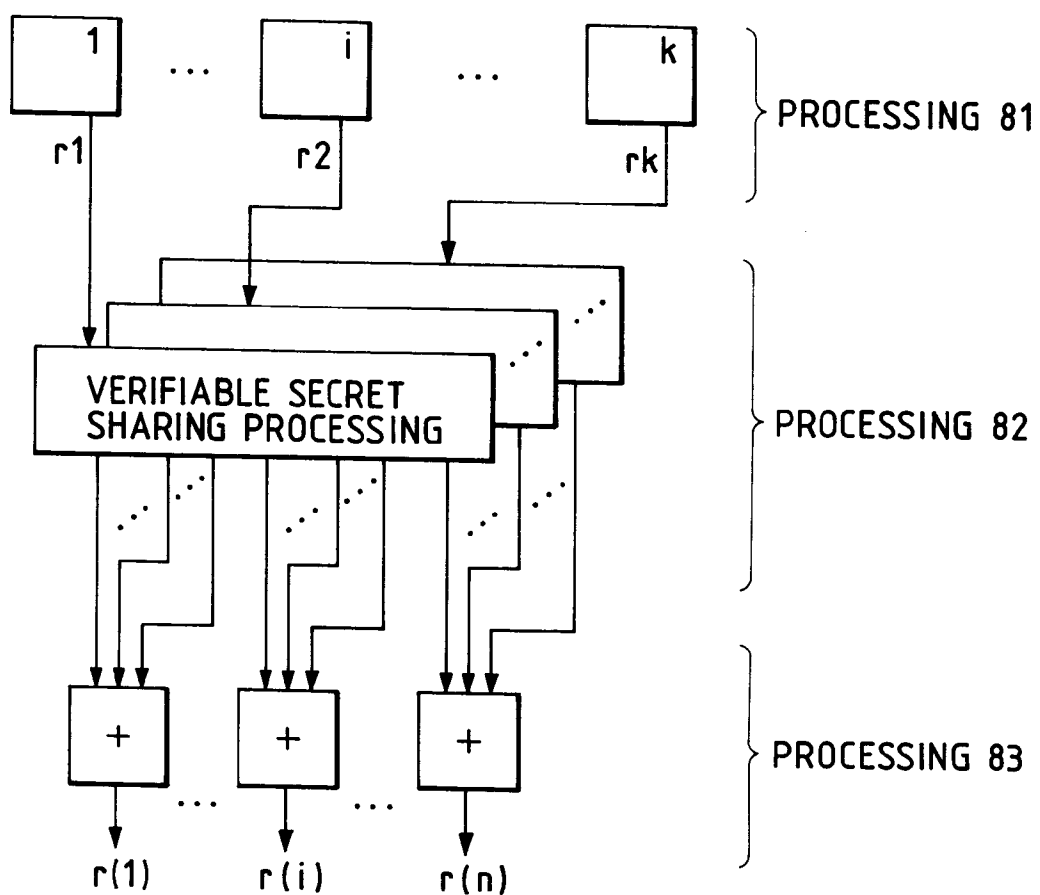 1 ... i ... k
PROCESSING 81
r1 r2 rk
VERIFIABLE SECRET
SHARING PROCESSING
PROCESSING 82
+ + +
PROCESSING 83
... ...
r(1) r(i) r(n)